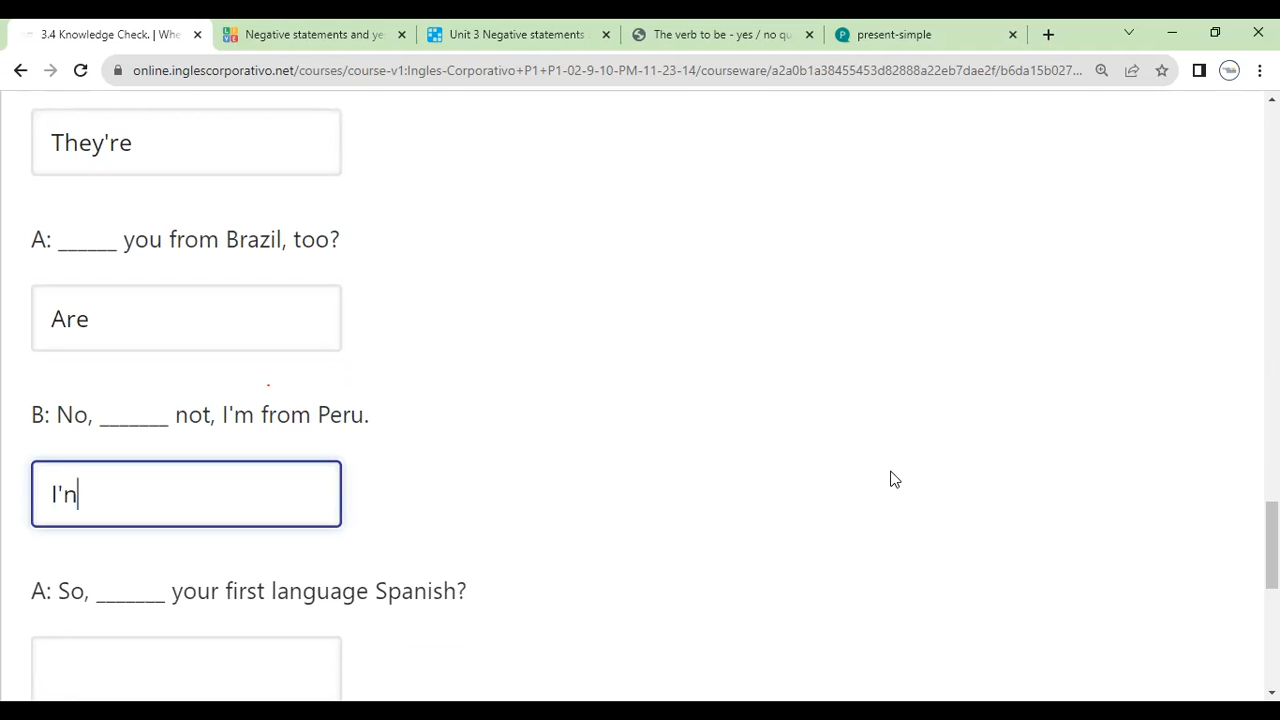 3.4 Knowledge Check. | Whe
Negative statements and ye
Unit 3 Negative statements
The verb to be - yes / no qu
present-simple
online.inglescorporativo.net/courses/course-v1:Ingles-Corporativo+P1+P1-02-9-10-PM-11-23-14/courseware/a2a0b1a38455453d82888a22eb7dae2f/b6da15b027...
They're
A: ______ you from Brazil, too?
Are
B: No, _______ not, I'm from Peru.
I'n
A: So, _______ your first language Spanish?